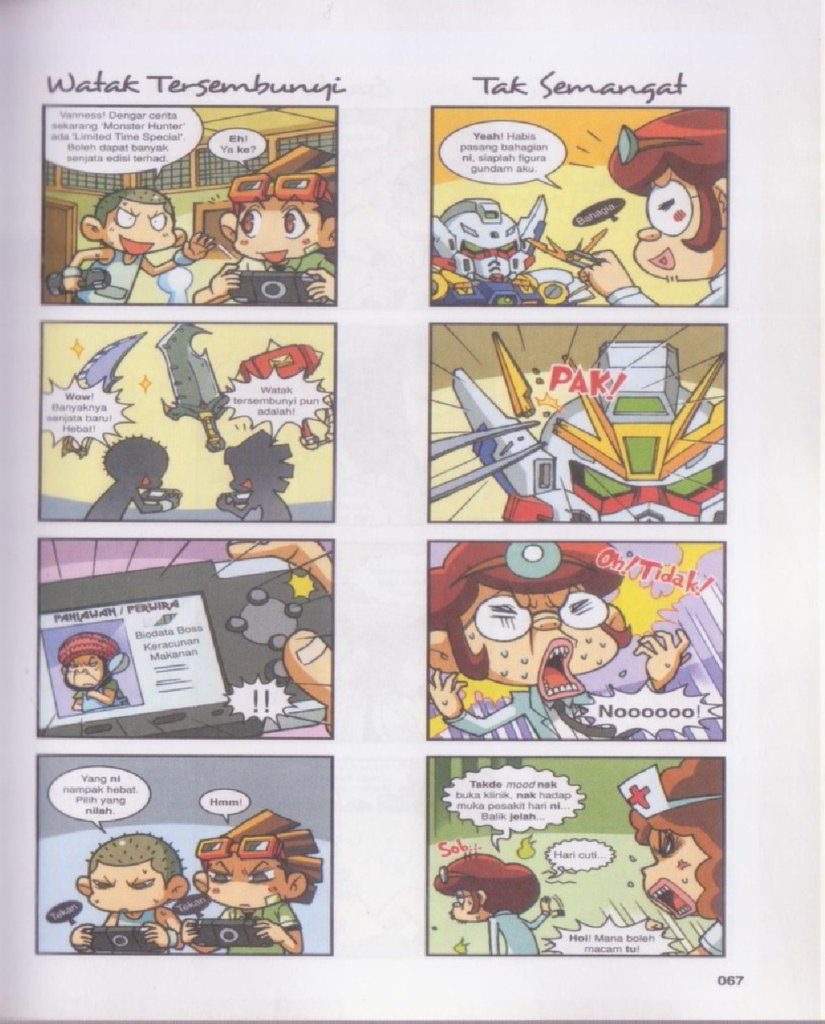 Watak Tersembunyi
Vanness! Dengar cerita
sekarang 'Monster Hunter'
ada 'Limited Time Special'.
Boleh dapat banyak
senjata edisi terhad.
Eh!
Ya ke?
Wow!
Banyaknya
senjata baru!
Hebat!
Watak
tersembunyi pun
adalah!
PAHLAWAN / PERWIRA
Biodata Boss
Keracunan
Makanan
!!
Yang ni
nampak hebat.
Pilih yang
nilah.
Hmm!
Tekan
Tekan
Tak Semangat
Yeah! Habis
pasang bahagian
ni, siaplah figura
gundam aku.
Bahagia
PAK!
Oh! Tidak!
Noooooo!
Takde mood nak
buka klinik, nak hadap
muka pesakit hari ni...
Balik jelah...
Sob...
Hari cuti...
Hoi! Mana boleh
macam tu!
067